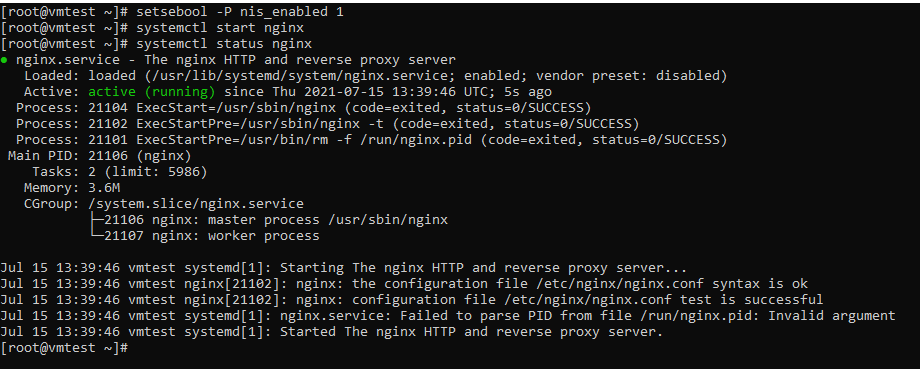 [root@vmtest ~]# setsebool -P nis_enabled 1
[root@vmtest ~]# systemctl start nginx
[root@vmtest ~]# systemctl status nginx
● nginx.service - The nginx HTTP and reverse proxy server
   Loaded: loaded (/usr/lib/systemd/system/nginx.service; enabled; vendor preset: disabled)
   Active: active (running) since Thu 2021-07-15 13:39:46 UTC; 5s ago
  Process: 21104 ExecStart=/usr/sbin/nginx (code=exited, status=0/SUCCESS)
  Process: 21102 ExecStartPre=/usr/sbin/nginx -t (code=exited, status=0/SUCCESS)
  Process: 21101 ExecStartPre=/usr/bin/rm -f /run/nginx.pid (code=exited, status=0/SUCCESS)
 Main PID: 21106 (nginx)
    Tasks: 2 (limit: 5986)
   Memory: 3.6M
   CGroup: /system.slice/nginx.service
           ├─21106 nginx: master process /usr/sbin/nginx
           └─21107 nginx: worker process

Jul 15 13:39:46 vmtest systemd[1]: Starting The nginx HTTP and reverse proxy server...
Jul 15 13:39:46 vmtest nginx[21102]: nginx: the configuration file /etc/nginx/nginx.conf syntax is ok
Jul 15 13:39:46 vmtest nginx[21102]: nginx: configuration file /etc/nginx/nginx.conf test is successful
Jul 15 13:39:46 vmtest systemd[1]: nginx.service: Failed to parse PID from file /run/nginx.pid: Invalid argument
Jul 15 13:39:46 vmtest systemd[1]: Started The nginx HTTP and reverse proxy server.
[root@vmtest ~]#